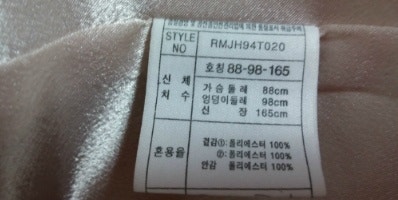 STYLE NO RMJH94T020
호칭 88-98-165
신체 치수
가슴둘레 88cm
엉덩이둘레 98cm
신장 165cm
혼용율
겉감①: 폴리에스터 100%
②: 폴리에스터 100%
안감 폴리에스터 100%